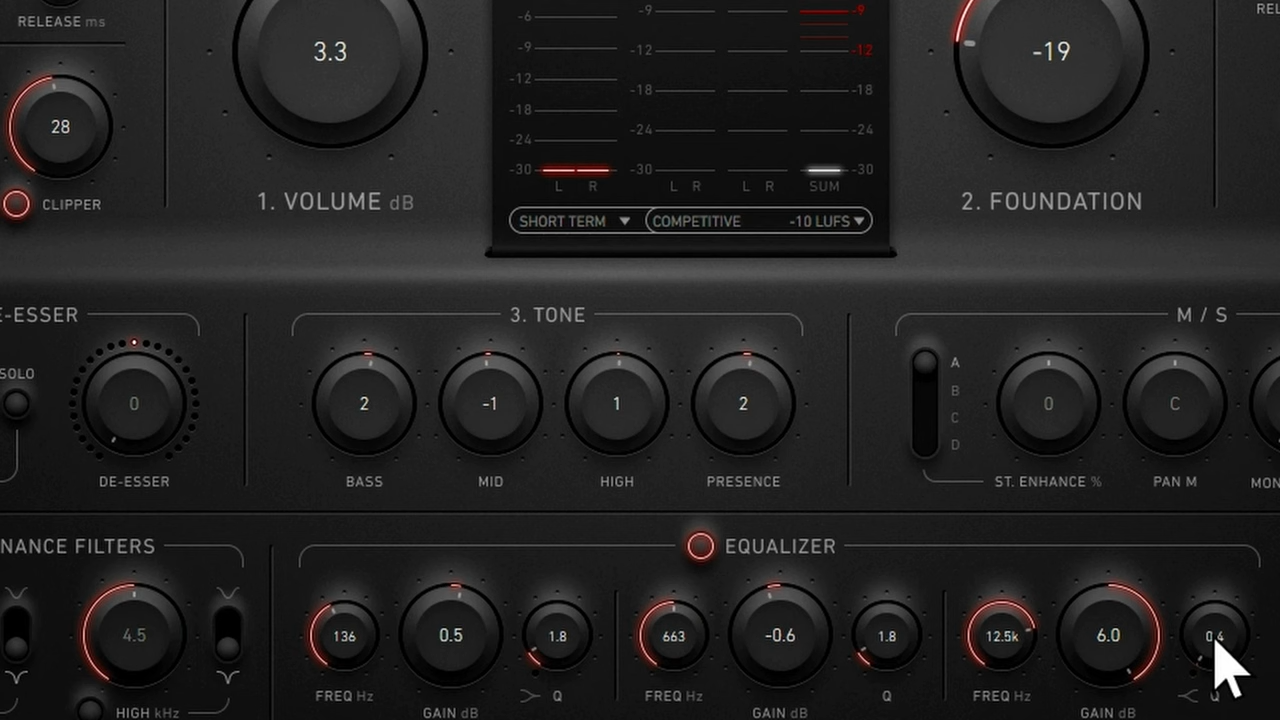 RELEASE ms
28
CLIPPER
3.3
1. VOLUME dB
-6
-9
-12
-18
-24
-30
L R
-9
-12
-18
-24
-30
L R
L R
SUM
-9
-12
-18
-24
-30
SHORT TERM
COMPETITIVE -10 LUFS
-19
2. FOUNDATION
REL
E-ESSER
SOLO
0
DE-ESSER
3. TONE
2
-1
1
2
BASS
MID
HIGH
PRESENCE
M / S
A
B
C
D
0
C
ST. ENHANCE %
PAN M
MON
NANCE FILTERS
4.5
HIGH kHz
EQUALIZER
136
0.5
1.8
663
-0.6
1.8
12.5k
6.0
FREQ Hz
GAIN dB
Q
FREQ Hz
GAIN dB
Q
FREQ Hz
GAIN dB